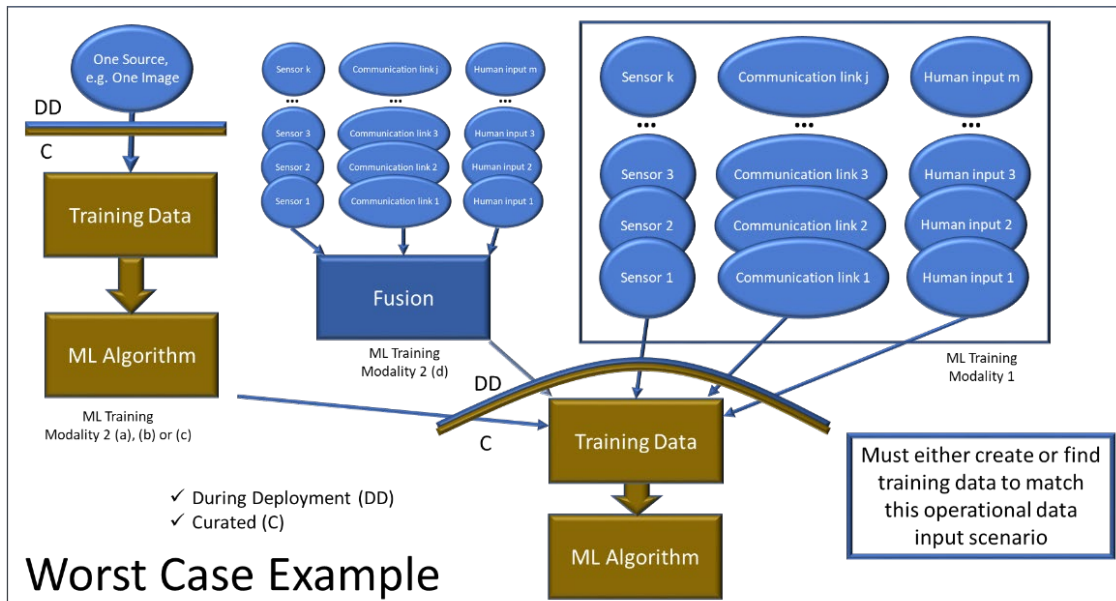 One Source,
e.g. One Image
DD
C
Training Data
ML Algorithm
ML Training
Modality 2 (a), (b) or (c)
Sensor k
Communication link j
Human input m
...
...
...
Sensor 3
Communication link 3
Human input 3
Sensor 2
Communication link 2
Human input 2
Sensor 1
Communication link 1
Human input 1
Fusion
ML Training
Modality 2 (d)
Sensor k
Communication link j
Human input m
...
...
...
Sensor 3
Communication link 3
Human input 3
Sensor 2
Communication link 2
Human input 2
Sensor 1
Communication link 1
Human input 1
ML Training
Modality 1
DD
C
Training Data
ML Algorithm
Must either create or find
training data to match
this operational data
input scenario
✓ During Deployment (DD)
✓ Curated (C)
Worst Case Example